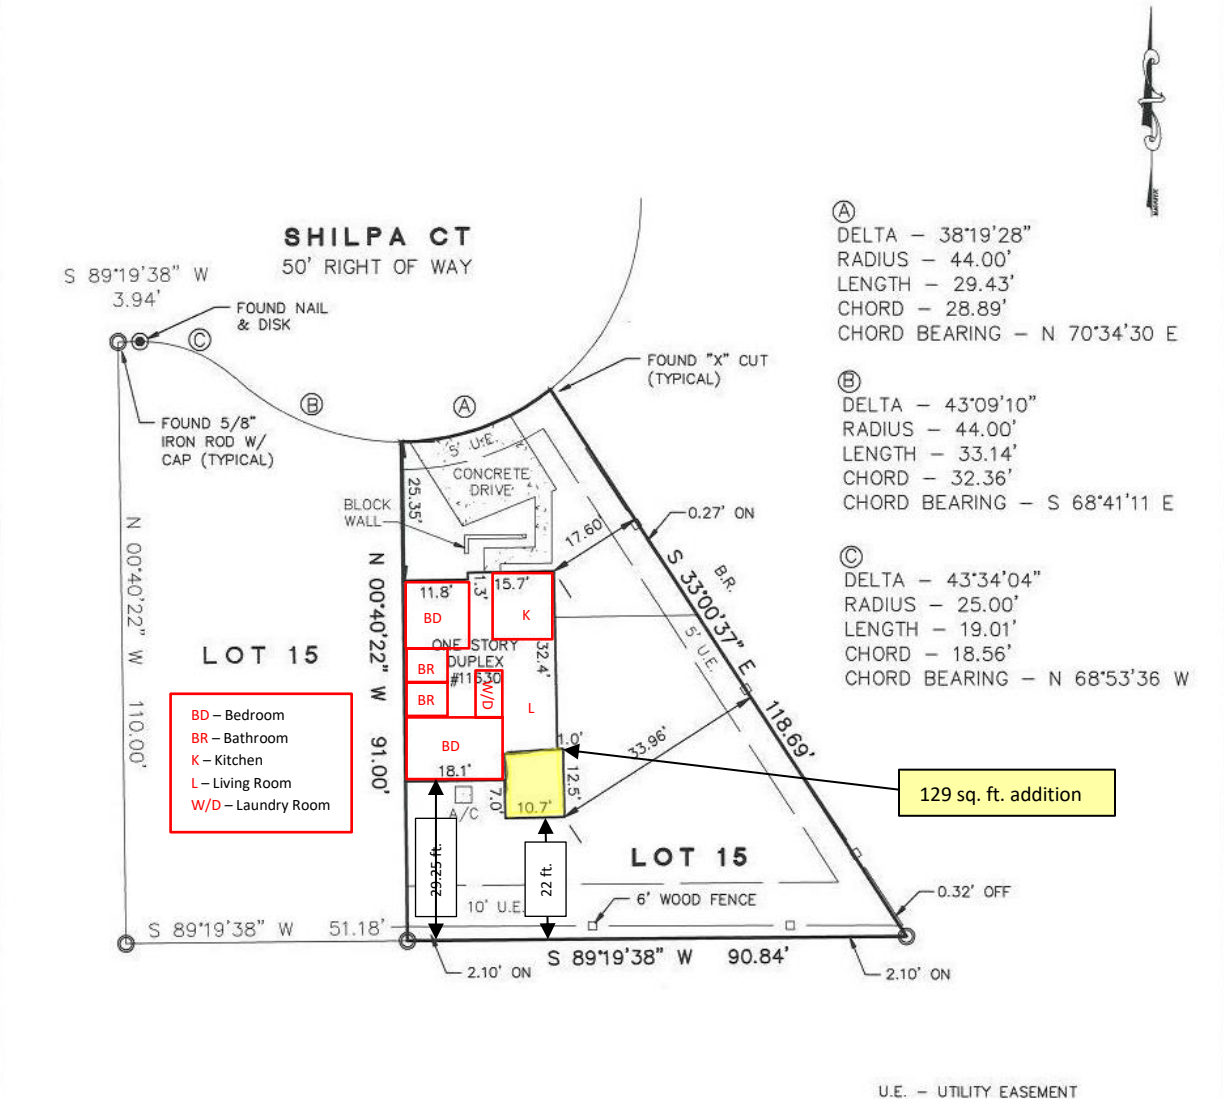 SHILPA CT
50' RIGHT OF WAY
S 89°19'38" W
3.94'
FOUND NAIL
& DISK
C
B
A
FOUND "X" CUT
(TYPICAL)
FOUND 5/8"
IRON ROD W/
CAP (TYPICAL)
A
DELTA – 38°19'28"
RADIUS – 44.00'
LENGTH – 29.43'
CHORD – 28.89'
CHORD BEARING – N 70°34'30 E
B
DELTA – 43°09'10"
RADIUS – 44.00'
LENGTH – 33.14'
CHORD – 32.36'
CHORD BEARING – S 68°41'11 E
C
DELTA – 43°34'04"
RADIUS – 25.00'
LENGTH – 19.01'
CHORD – 18.56'
CHORD BEARING – N 68°53'36 W
5' U.E.
CONCRETE
DRIVE
25.35'
BLOCK
WALL
17.60'
0.27' ON
N 00°40'22" W 110.00'
N 00°40'22" W 91.00'
S 33°00'37" E 118.69'
B.R.
5' U.E.
11.8'
1.3'
15.7'
BD
K
ONE STORY
DUPLEX
#11630
32.4'
BR
BR
W/D
L
BD
LOT 15
BD – Bedroom
BR – Bathroom
K – Kitchen
L – Living Room
W/D – Laundry Room
1.0'
33.96'
18.1'
12.5'
7.0'
10.7'
A/C
129 sq. ft. addition
29.25 ft.
22 ft.
LOT 15
10' U.E.
6' WOOD FENCE
0.32' OFF
S 89°19'38" W 51.18'
S 89°19'38" W 90.84'
2.10' ON
2.10' ON
U.E. – UTILITY EASEMENT